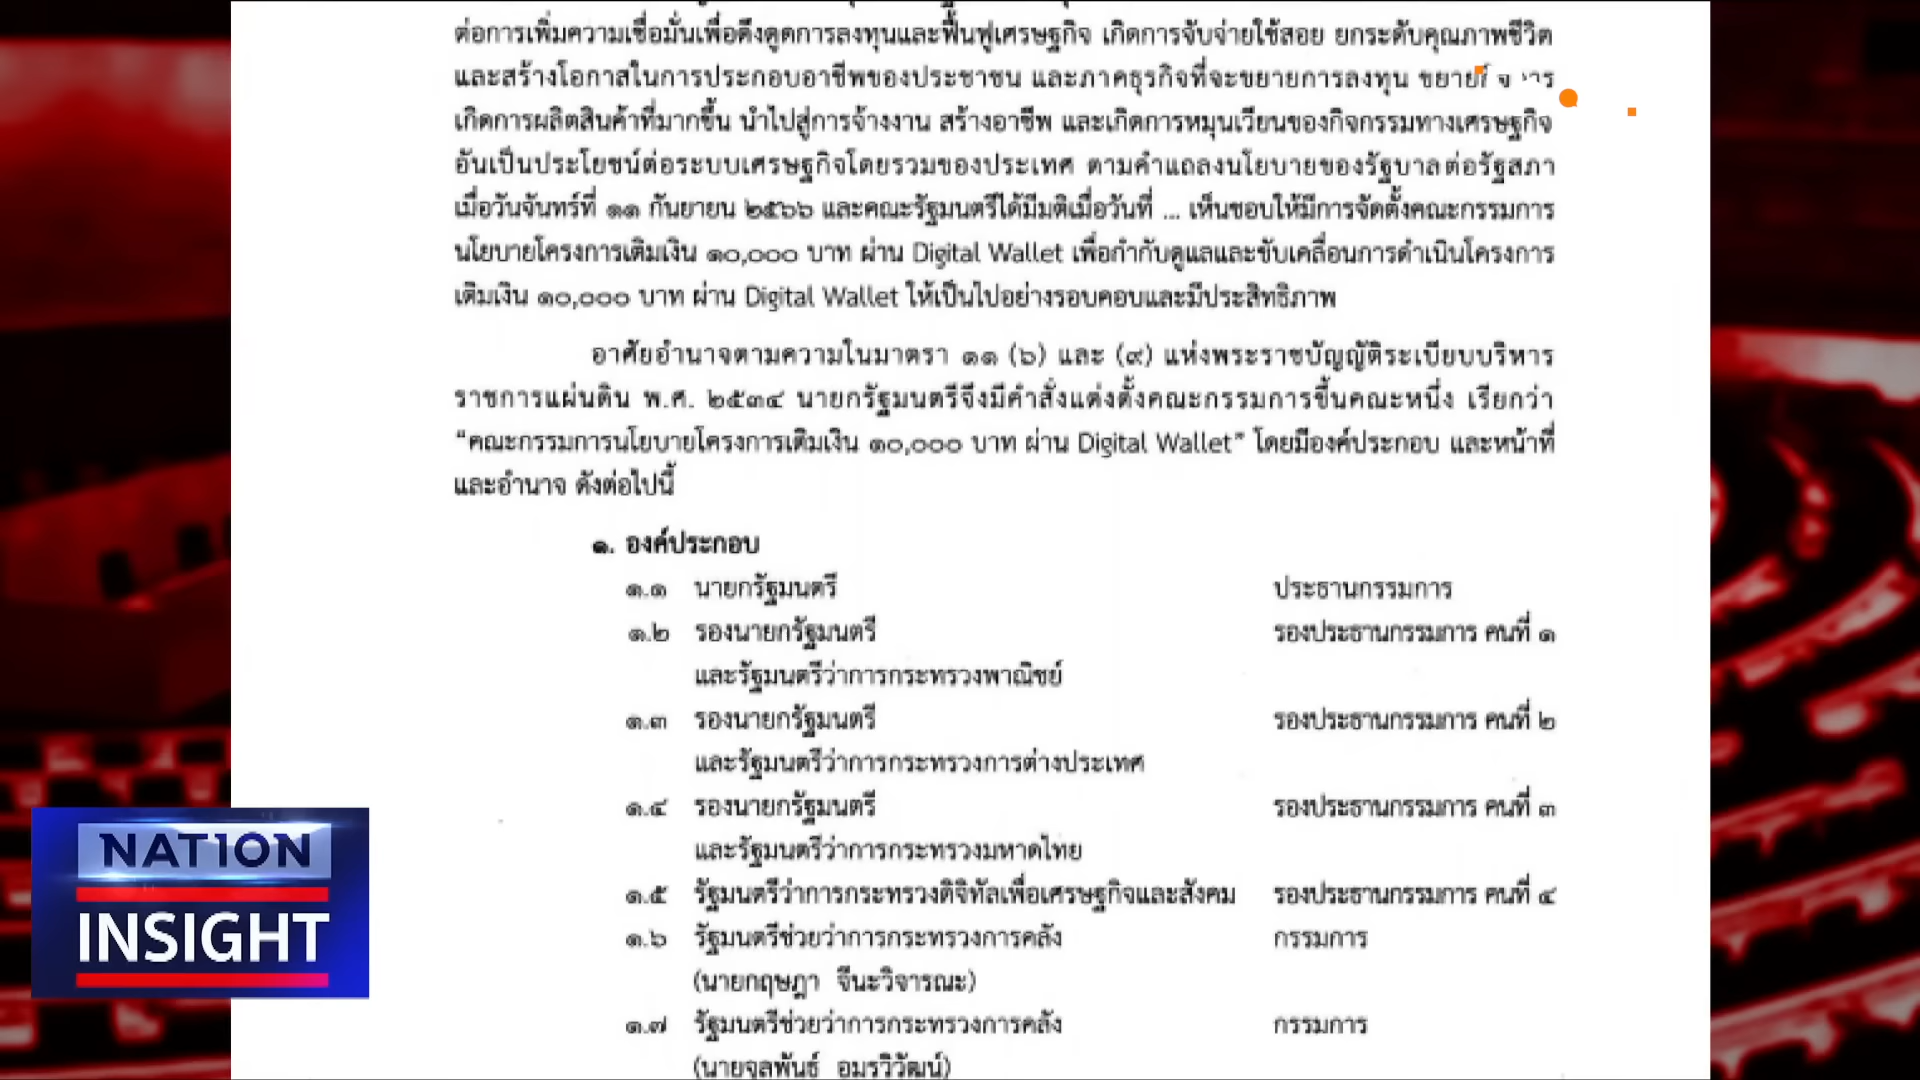 ต่อการเพิ่มความเชื่อมั่นเพื่อดึงดูดการลงทุนและฟื้นฟูเศรษฐกิจ เกิดการจับจ่ายใช้สอย ยกระดับคุณภาพชีวิต
และสร้างโอกาสในการประกอบอาชีพของประชาชน และภาคธุรกิจที่จะขยายการลงทุน
เกิดการผลิตสินค้าที่มากขึ้น นำไปสู่การจ้างงาน สร้างอาชีพ และเกิดการหมุนเวียนของกิจกรรมทางเศรษฐกิจ
อันเป็นประโยชน์ต่อระบบเศรษฐกิจโดยรวมของประเทศ ตามคำแถลงนโยบายของรัฐบาลต่อรัฐสภา
เมื่อวันจันทร์ที่ ๑๑ กันยายน ๒๕๖๖ และคณะรัฐมนตรีได้มีมติเมื่อวันที่ ... เห็นชอบให้มีการจัดตั้งคณะกรรมการ
นโยบายโครงการเติมเงิน ๑๐,๐๐๐ บาท ผ่าน Digital Wallet เพื่อกำกับดูแลและขับเคลื่อนการดำเนินโครงการ
เติมเงิน ๑๐,๐๐๐ บาท ผ่าน Digital Wallet ให้เป็นไปอย่างรอบคอบและมีประสิทธิภาพ
อาศัยอำนาจตามความในมาตรา ๑๑ (๖) และ (๙) แห่งพระราชบัญญัติระเบียบบริหาร
ราชการแผ่นดิน พ.ศ. ๒๕๓๔ นายกรัฐมนตรีจึงมีคำสั่งแต่งตั้งคณะกรรมการขึ้นคณะหนึ่ง เรียกว่า
“คณะกรรมการนโยบายโครงการเติมเงิน ๑๐,๐๐๐ บาท ผ่าน Digital Wallet” โดยมีองค์ประกอบ และหน้าที่
และอำนาจ ดังต่อไปนี้
๑. องค์ประกอบ
๑.๑ นายกรัฐมนตรี ประธานกรรมการ
๑.๒ รองนายกรัฐมนตรี รองประธานกรรมการ คนที่ ๑
และรัฐมนตรีว่าการกระทรวงพาณิชย์
๑.๓ รองนายกรัฐมนตรี รองประธานกรรมการ คนที่ ๒
และรัฐมนตรีว่าการกระทรวงการต่างประเทศ
๑.๔ รองนายกรัฐมนตรี รองประธานกรรมการ คนที่ ๓
และรัฐมนตรีว่าการกระทรวงมหาดไทย
๑.๕ รัฐมนตรีว่าการกระทรวงดิจิทัลเพื่อเศรษฐกิจและสังคม รองประธานกรรมการ คนที่ ๔
๑.๖ รัฐมนตรีช่วยว่าการกระทรวงการคลัง กรรมการ
(นายกฤษฎา จีนะวิจารณะ)
๑.๗ รัฐมนตรีช่วยว่าการกระทรวงการคลัง กรรมการ
(นายจุลพันธ์ อมรวิวัฒน์)
NATION
INSIGHT